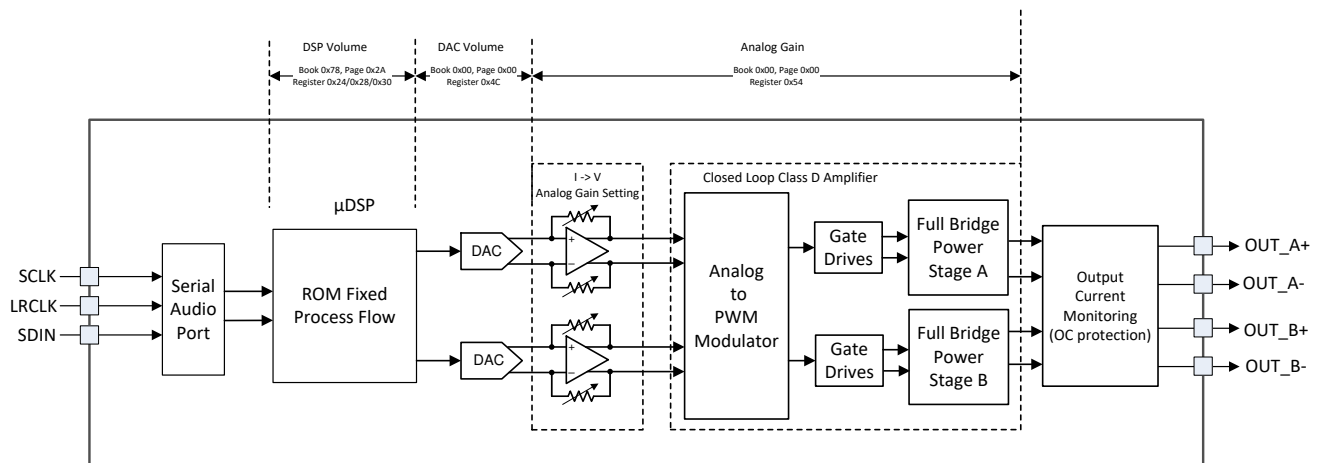 DSP Volume
Book 0x78, Page 0x2A
Register 0x24/0x28/0x30
DAC Volume
Book 0x00, Page 0x00
Register 0x4C
Analog Gain
Book 0x00, Page 0x00
Register 0x54
SCLK
LRCLK
SDIN
Serial
Audio
Port
µDSP
ROM Fixed
Process Flow
DAC
DAC
I -> V
Analog Gain Setting
+
−
+
−
Closed Loop Class D Amplifier
Analog
to
PWM
Modulator
Gate
Drives
Gate
Drives
Full Bridge
Power
Stage A
Full Bridge
Power
Stage B
Output
Current
Monitoring
(OC protection)
OUT_A+
OUT_A-
OUT_B+
OUT_B-